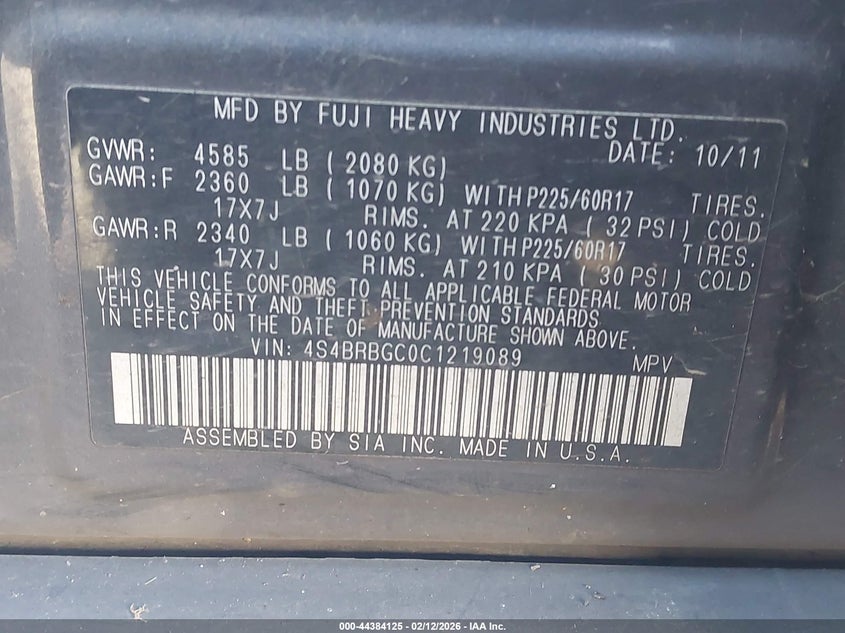 MFD BY FUJI HEAVY INDUSTRIES LTD.
GVWR: 4585 LB (2080 KG) DATE: 10/11
GAWR:F 2360 LB (1070 KG) WITH P225/60R17 TIRES.
17X7J RIMS. AT 220 KPA (32 PSI) COLD
GAWR:R 2340 LB (1060 KG) WITH P225/60R17 TIRES.
17X7J RIMS. AT 210 KPA (30 PSI) COLD
THIS VEHICLE CONFORMS TO ALL APPLICABLE FEDERAL MOTOR
VEHICLE SAFETY AND THEFT PREVENTION STANDARDS
IN EFFECT ON THE DATE OF MANUFACTURE SHOWN ABOVE.
VIN: 4S4BRBGC0C1219089 MPV
ASSEMBLED BY SIA INC. MADE IN U.S.A.
000-44384125 - 02/12/2026 - IAA Inc.